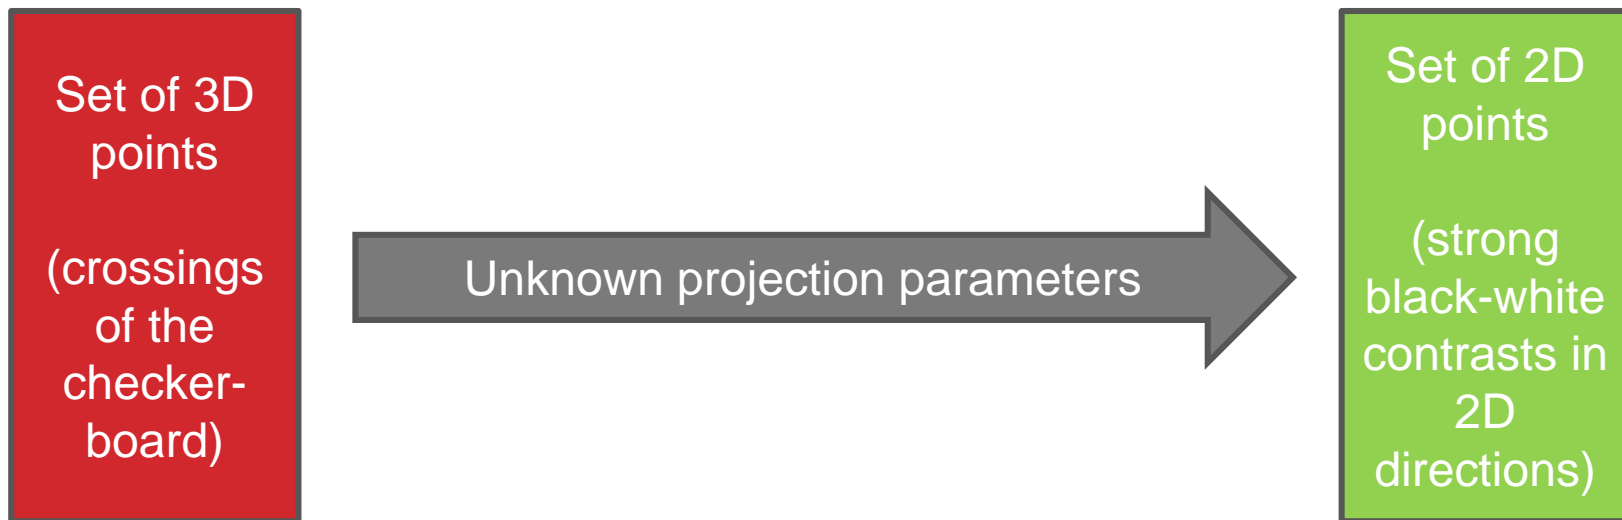 Set of 3D
points
(crossings
of the
checker-
board)
Unknown projection parameters
Set of 2D
points
(strong
black-white
contrasts in
2D
directions)